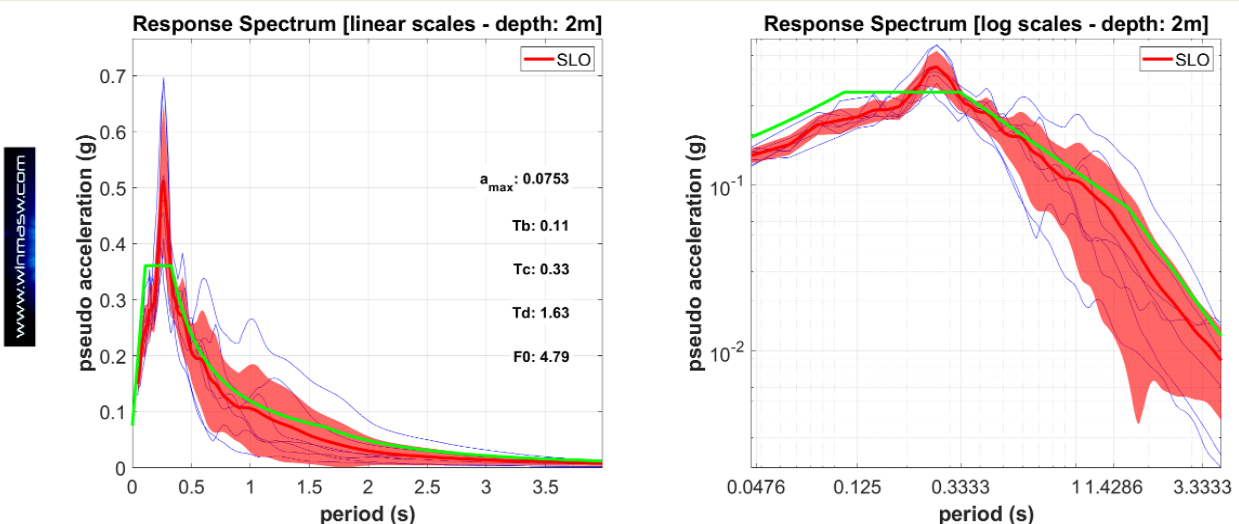 www.winmasw.com
Response Spectrum [linear scales - depth: 2m]
SLO
0.7
0.6
0.5
0.4
0.3
0.2
0.1
0
pseudo acceleration (g)
a_max: 0.0753
Tb: 0.11
Tc: 0.33
Td: 1.63
F0: 4.79
0 0.5 1 1.5 2 2.5 3 3.5
period (s)
Response Spectrum [log scales - depth: 2m]
SLO
10^-1
10^-2
pseudo acceleration (g)
0.0476 0.125 0.3333 1 1.4286 3.3333
period (s)